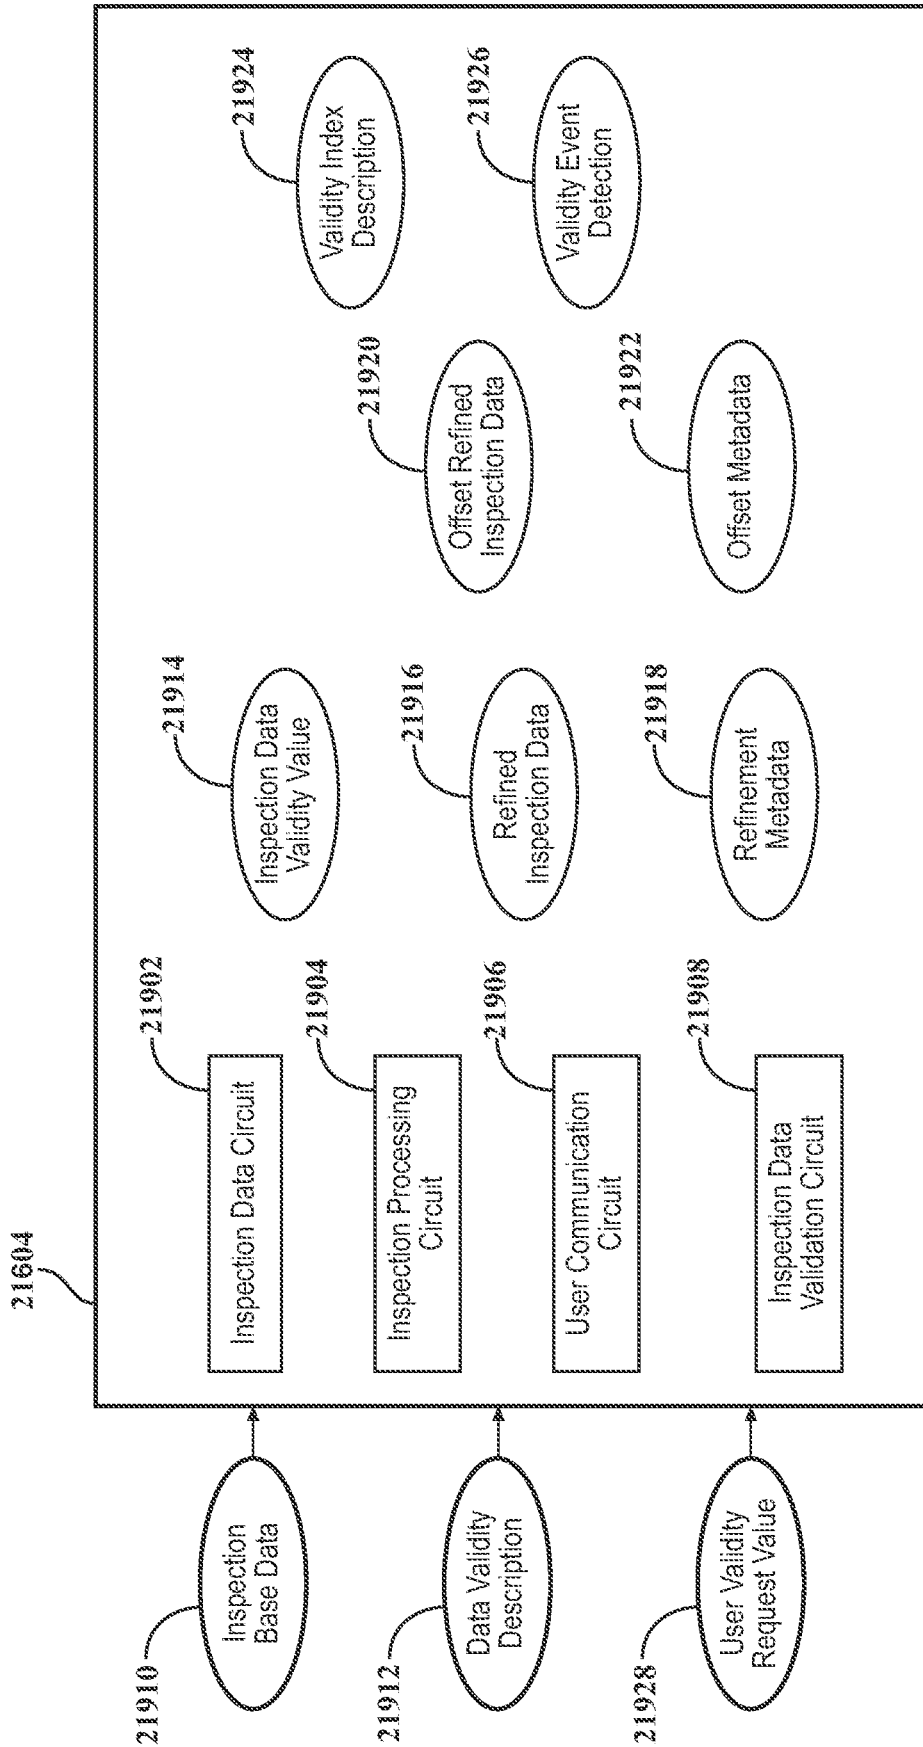 21604
21910
Inspection
Base Data
21912
Data Validity
Description
21928
User Validity
Request Value
21902
Inspection Data Circuit
21904
Inspection Processing
Circuit
21906
User Communication
Circuit
21908
Inspection Data
Validation Circuit
21914
Inspection Data
Validity Value
21916
Refined
Inspection Data
21918
Refinement
Metadata
21920
Offset Refined
Inspection Data
21922
Offset Metadata
21924
Validity Index
Description
21926
Validity Event
Detection